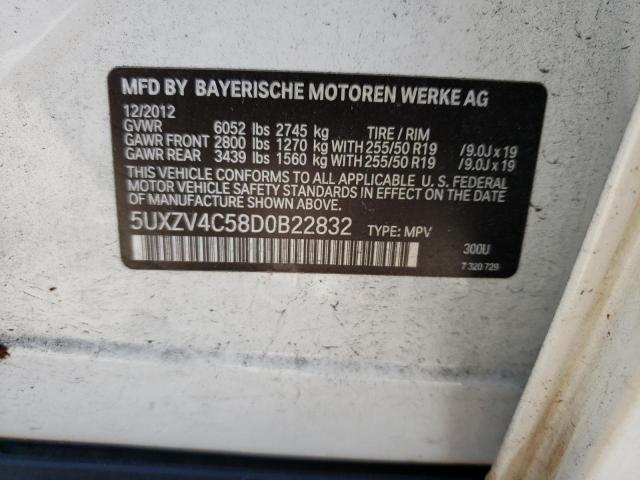 MFD BY BAYERISCHE MOTOREN WERKE AG
12/2012
GVWR 6052 lbs 2745 kg TIRE / RIM
GAWR FRONT 2800 lbs 1270 kg WITH 255/50 R19 /9.0J x 19
GAWR REAR 3439 lbs 1560 kg WITH 255/50 R19 /9.0J x 19
THIS VEHICLE CONFORMS TO ALL APPLICABLE U. S. FEDERAL
MOTOR VEHICLE SAFETY STANDARDS IN EFFECT ON THE DATE
OF MANUFACTURE SHOWN ABOVE.
5UXZV4C58D0B22832 TYPE: MPV
300U
7 320 729